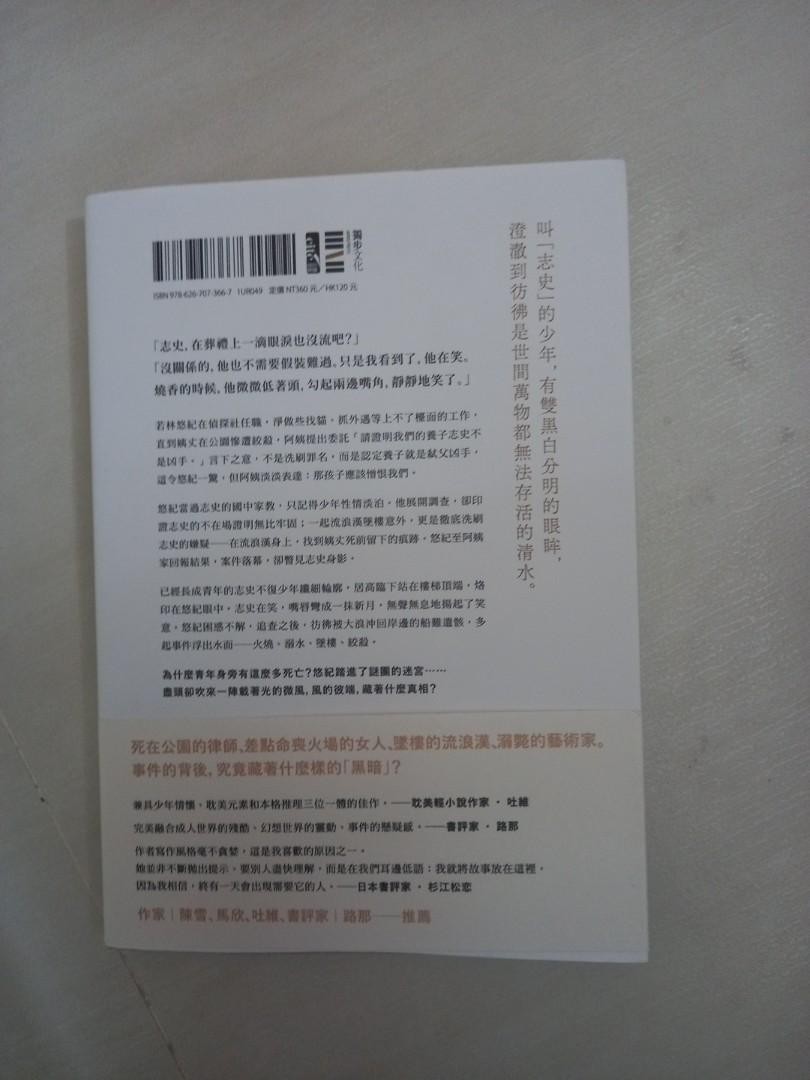 叫「志史」的少年，有雙黑白分明的眼眸，
澄澈到彷彿是世間萬物都無法存活的清水。
獨步文化
cité
ISBN 978-626-707-366-7 1UR049 定價 NT360 元／HK120 元
「志史，在葬禮上一滴眼淚也沒流吧？」
「沒關係的，他也不需要假裝難過。只是我看到了，他在笑。
燒香的時候，他微微低著頭，勾起兩邊嘴角，靜靜地笑了。」
若林悠紀在偵探社任職，淨做些找貓、抓外遇等上不了檯面的工作，
直到姨丈在公園慘遭絞殺，阿姨提出委託「請證明我們的養子志史不
是凶手。」言下之意，不是洗刷罪名，而是認定養子就是弒父凶手，
這令悠紀一驚，但阿姨淡淡表達：那孩子應該憎恨我們。
悠紀當過志史的國中家教，只記得少年性情淡泊。他展開調查，卻印
證志史的不在場證明無比牢固；一起流浪漢墜樓意外，更是徹底洗刷
志史的嫌疑——在流浪漢身上，找到姨丈死前留下的痕跡。悠紀至阿姨
家回報結果，案件落幕，卻瞥見志史身影。
已經長成青年的志史不復少年纖細輪廓，居高臨下站在樓梯頂端，烙
印在悠紀眼中。志史在笑，嘴唇彎成一抹新月，無聲無息地揚起了笑
意。悠紀困惑不解，追查之後，彷彿被大浪沖回岸邊的船難遺骸，多
起事件浮出水面——火燒、溺水、墜樓、絞殺。
為什麼青年身旁有這麼多死亡？悠紀踏進了謎團的迷宮……
盡頭卻吹來一陣載著光的微風，風的彼端，藏著什麼真相？
死在公園的律師、差點命喪火場的女人、墜樓的流浪漢、溺斃的藝術家。
事件的背後，究竟藏著什麼樣的「黑暗」？
兼具少年情懷、耽美元素和本格推理三位一體的佳作。——耽美輕小說作家・吐維
完美融合成人世界的殘酷、幻想世界的靈動、事件的懸疑感。——書評家・路那
作者寫作風格毫不貪婪，這是我喜歡的原因之一。
她並非不斷拋出提示，要別人盡快理解，而是在我們耳邊低語：我就將故事放在這裡，
因為我相信，終有一天會出現需要它的人。——日本書評家・杉江松恋
作家｜陳雪、馬欣、吐維、書評家｜路那——推薦